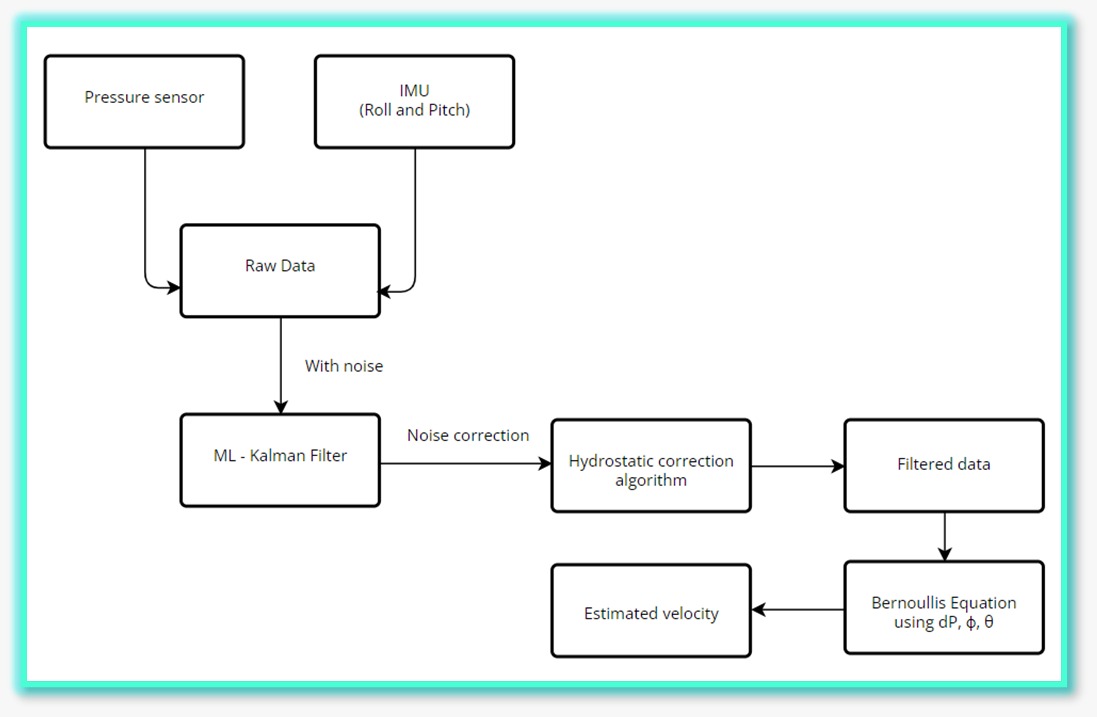 Pressure sensor
IMU
(Roll and Pitch)
Raw Data
With noise
ML - Kalman Filter
Noise correction
Hydrostatic correction
algorithm
Filtered data
Bernoullis Equation
using dP, ϕ, θ
Estimated velocity